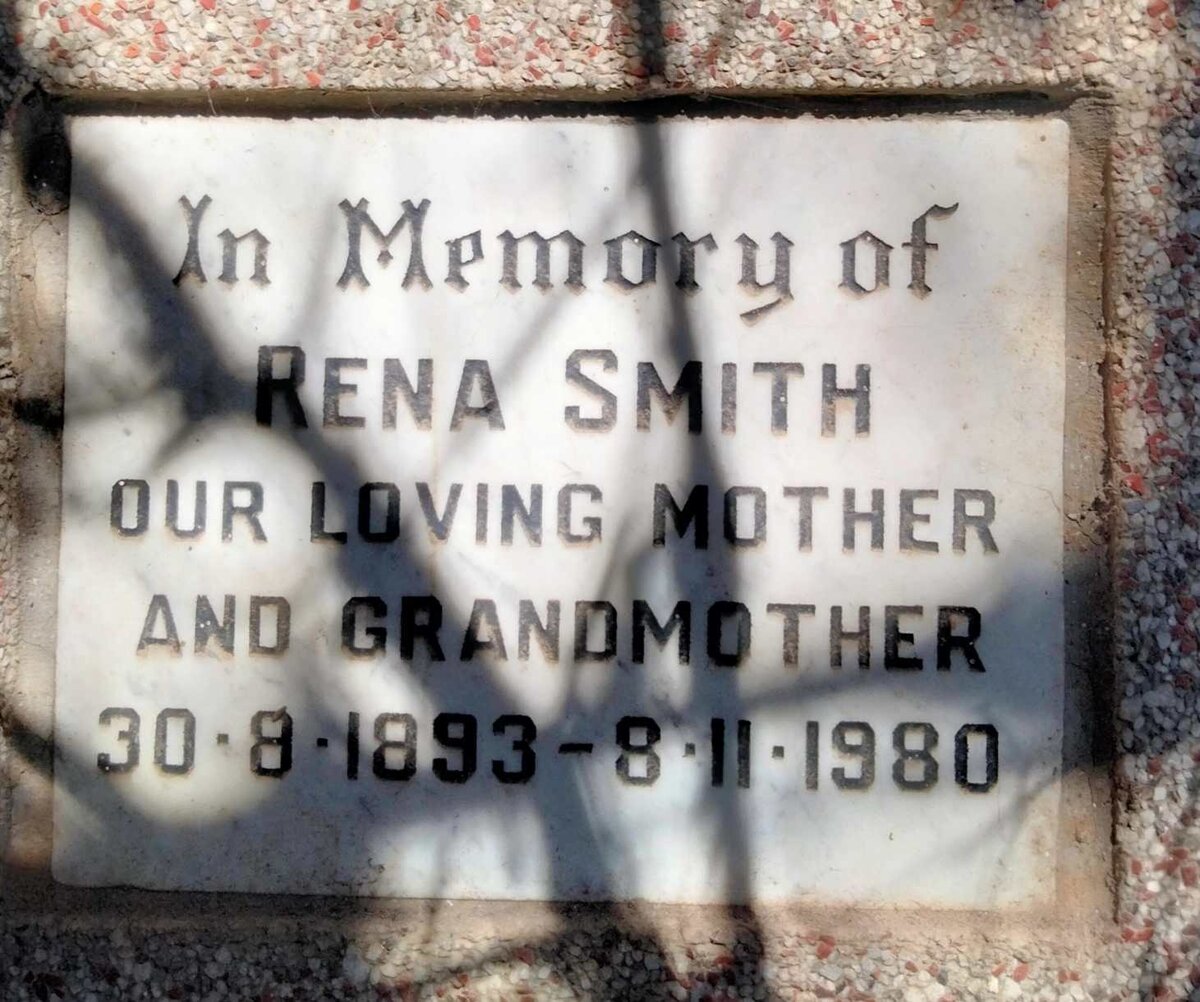 In Memory of
RENA SMITH
OUR LOVING MOTHER
AND GRANDMOTHER
30·8·1893–8·11·1980